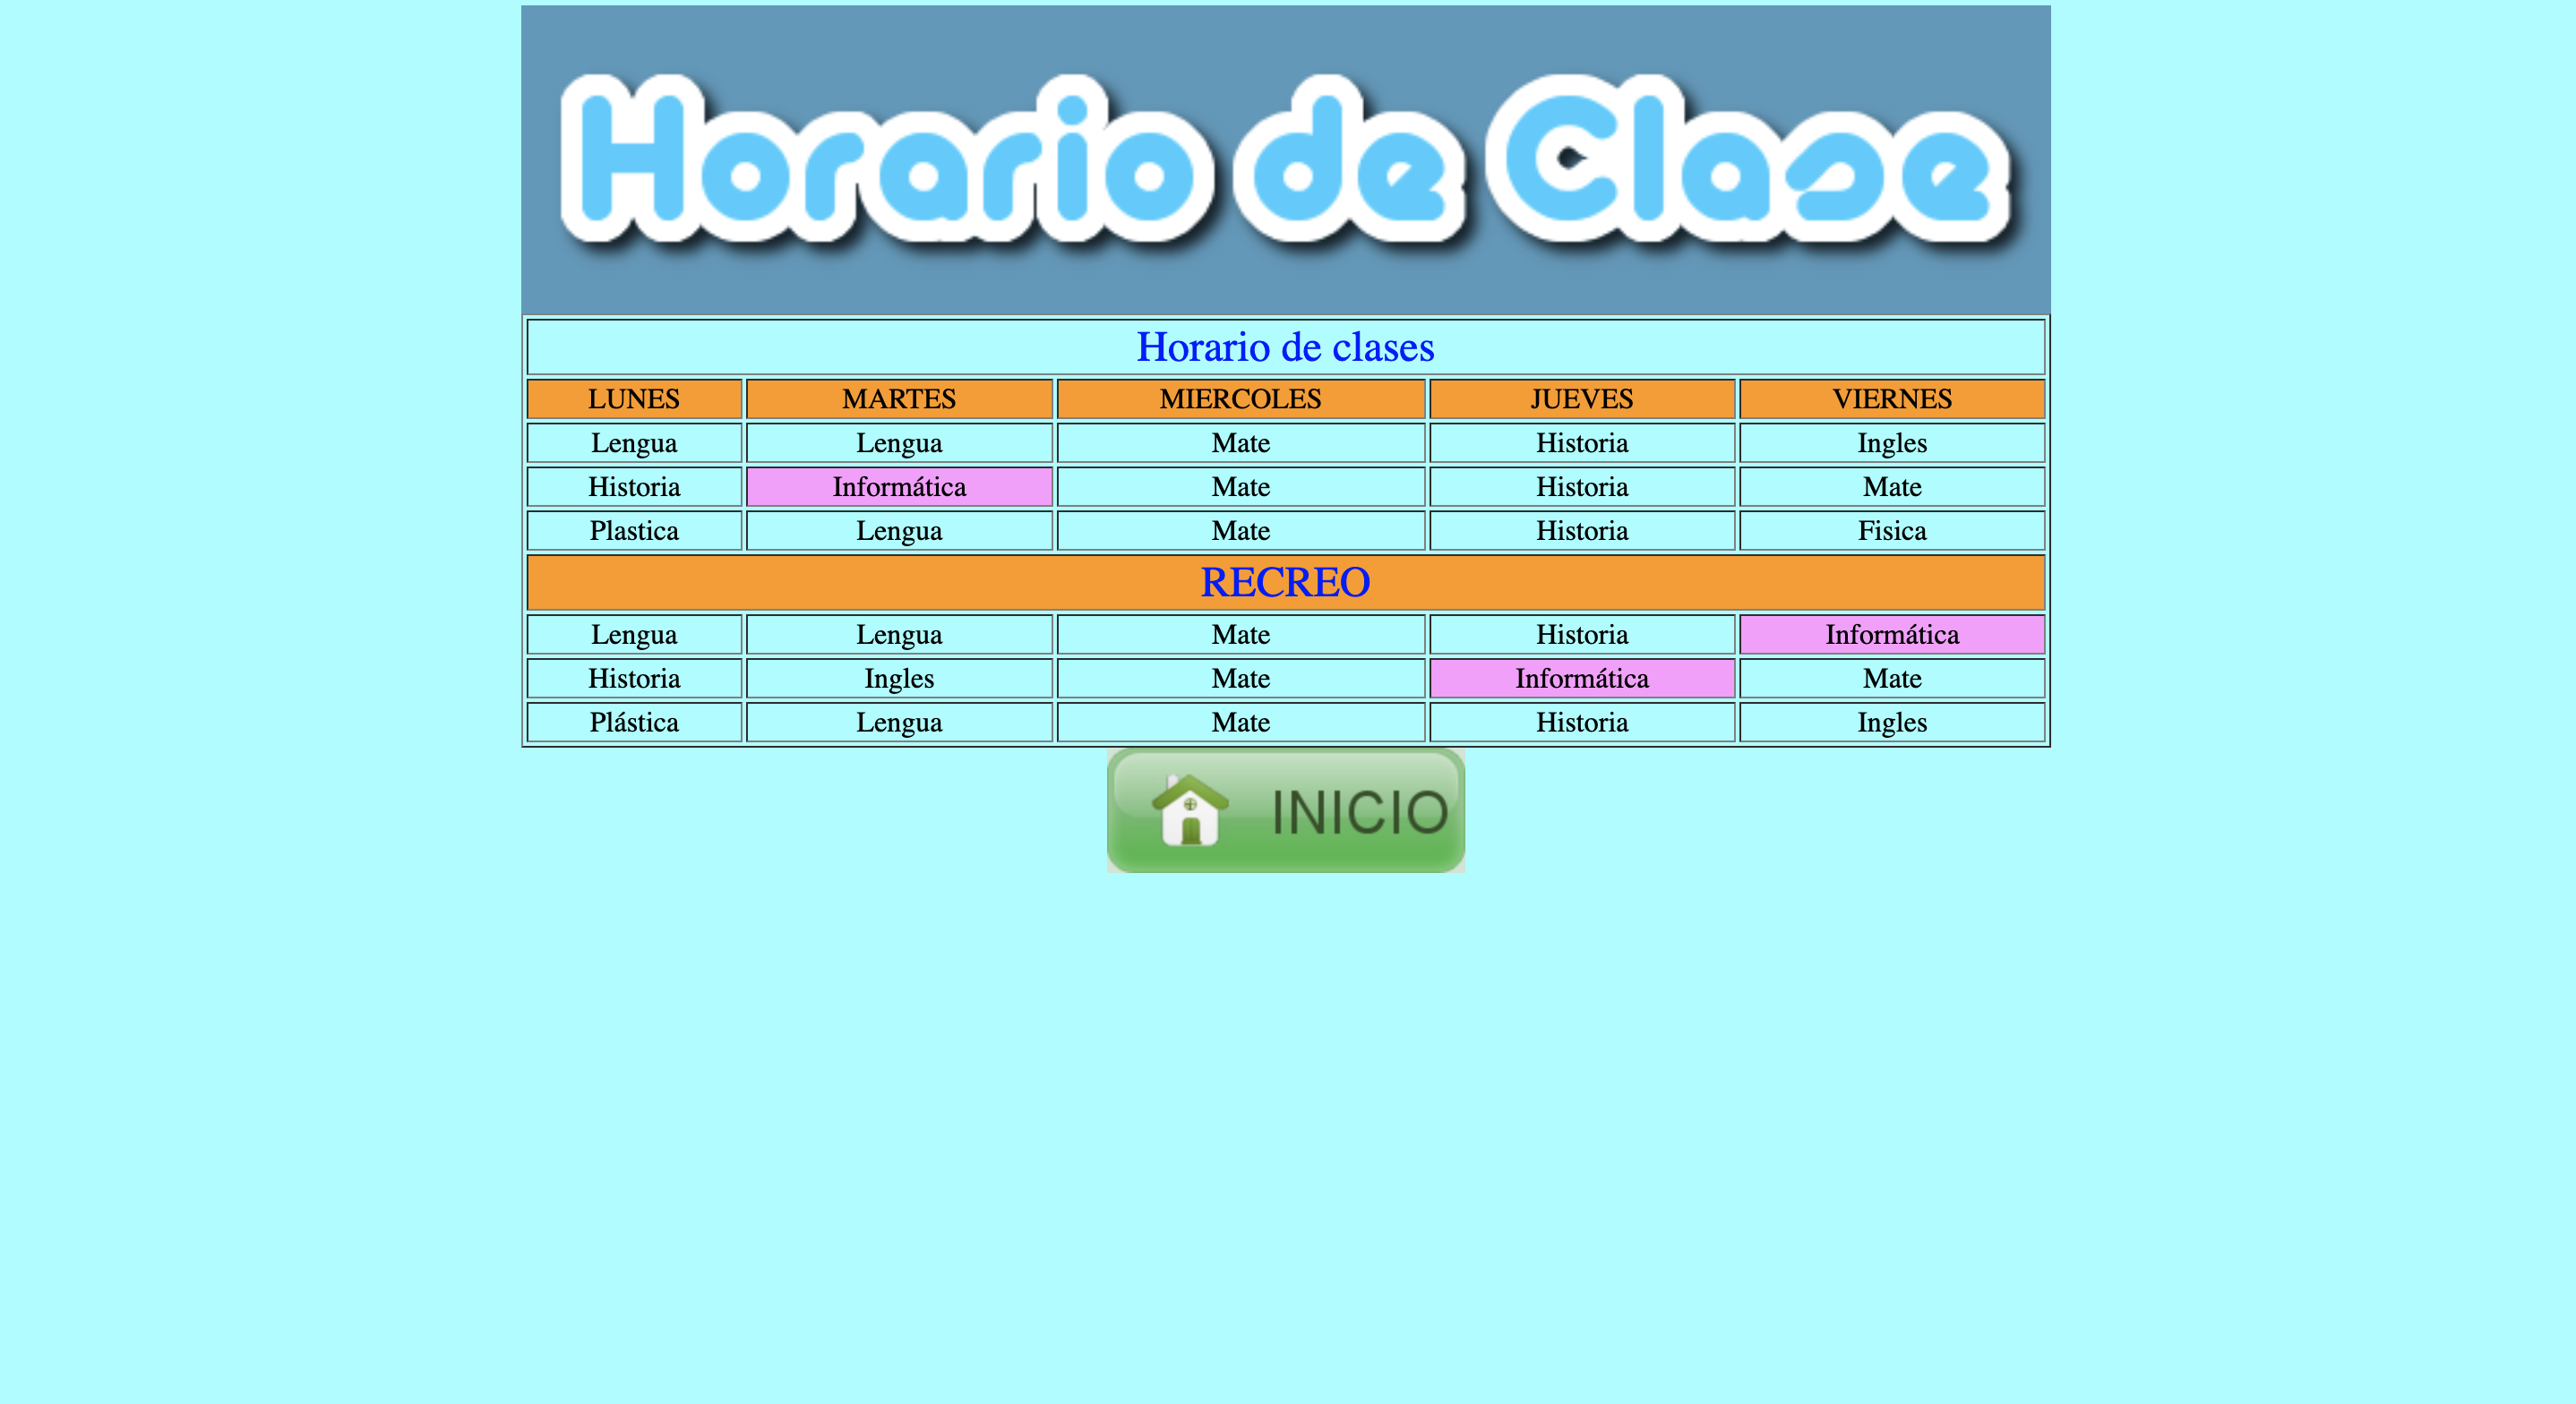 Horario de Clase
Horario de clases
LUNES MARTES MIERCOLES JUEVES VIERNES
Lengua Lengua Mate Historia Ingles
Historia Informática Mate Historia Mate
Plastica Lengua Mate Historia Fisica
RECREO
Lengua Lengua Mate Historia Informática
Historia Ingles Mate Informática Mate
Plástica Lengua Mate Historia Ingles
INICIO